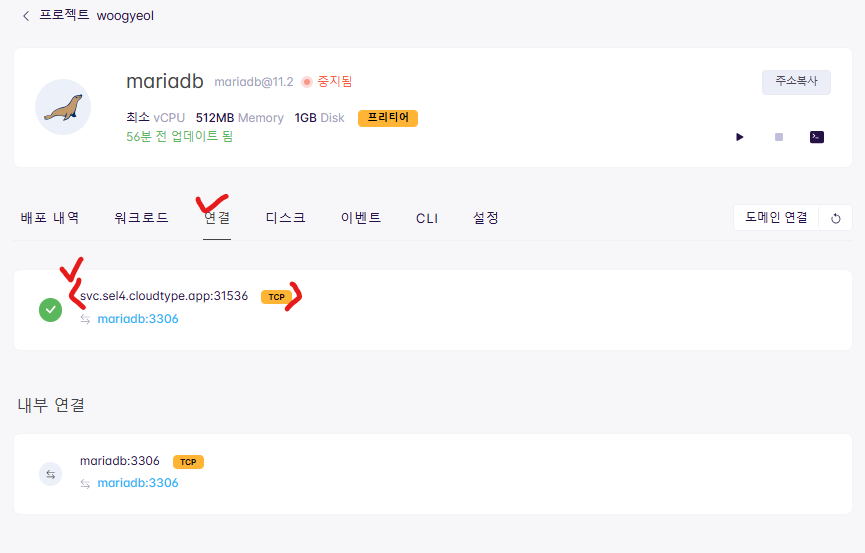 프로젝트 woogyeol
mariadb mariadb@11.2 중지됨
주소복사
최소 vCPU 512MB Memory 1GB Disk 프리티어
56분 전 업데이트 됨
배포 내역 워크로드 연결 디스크 이벤트 CLI 설정 도메인 연결
svc.sel4.cloudtype.app:31536 TCP
mariadb:3306
내부 연결
mariadb:3306 TCP
mariadb:3306